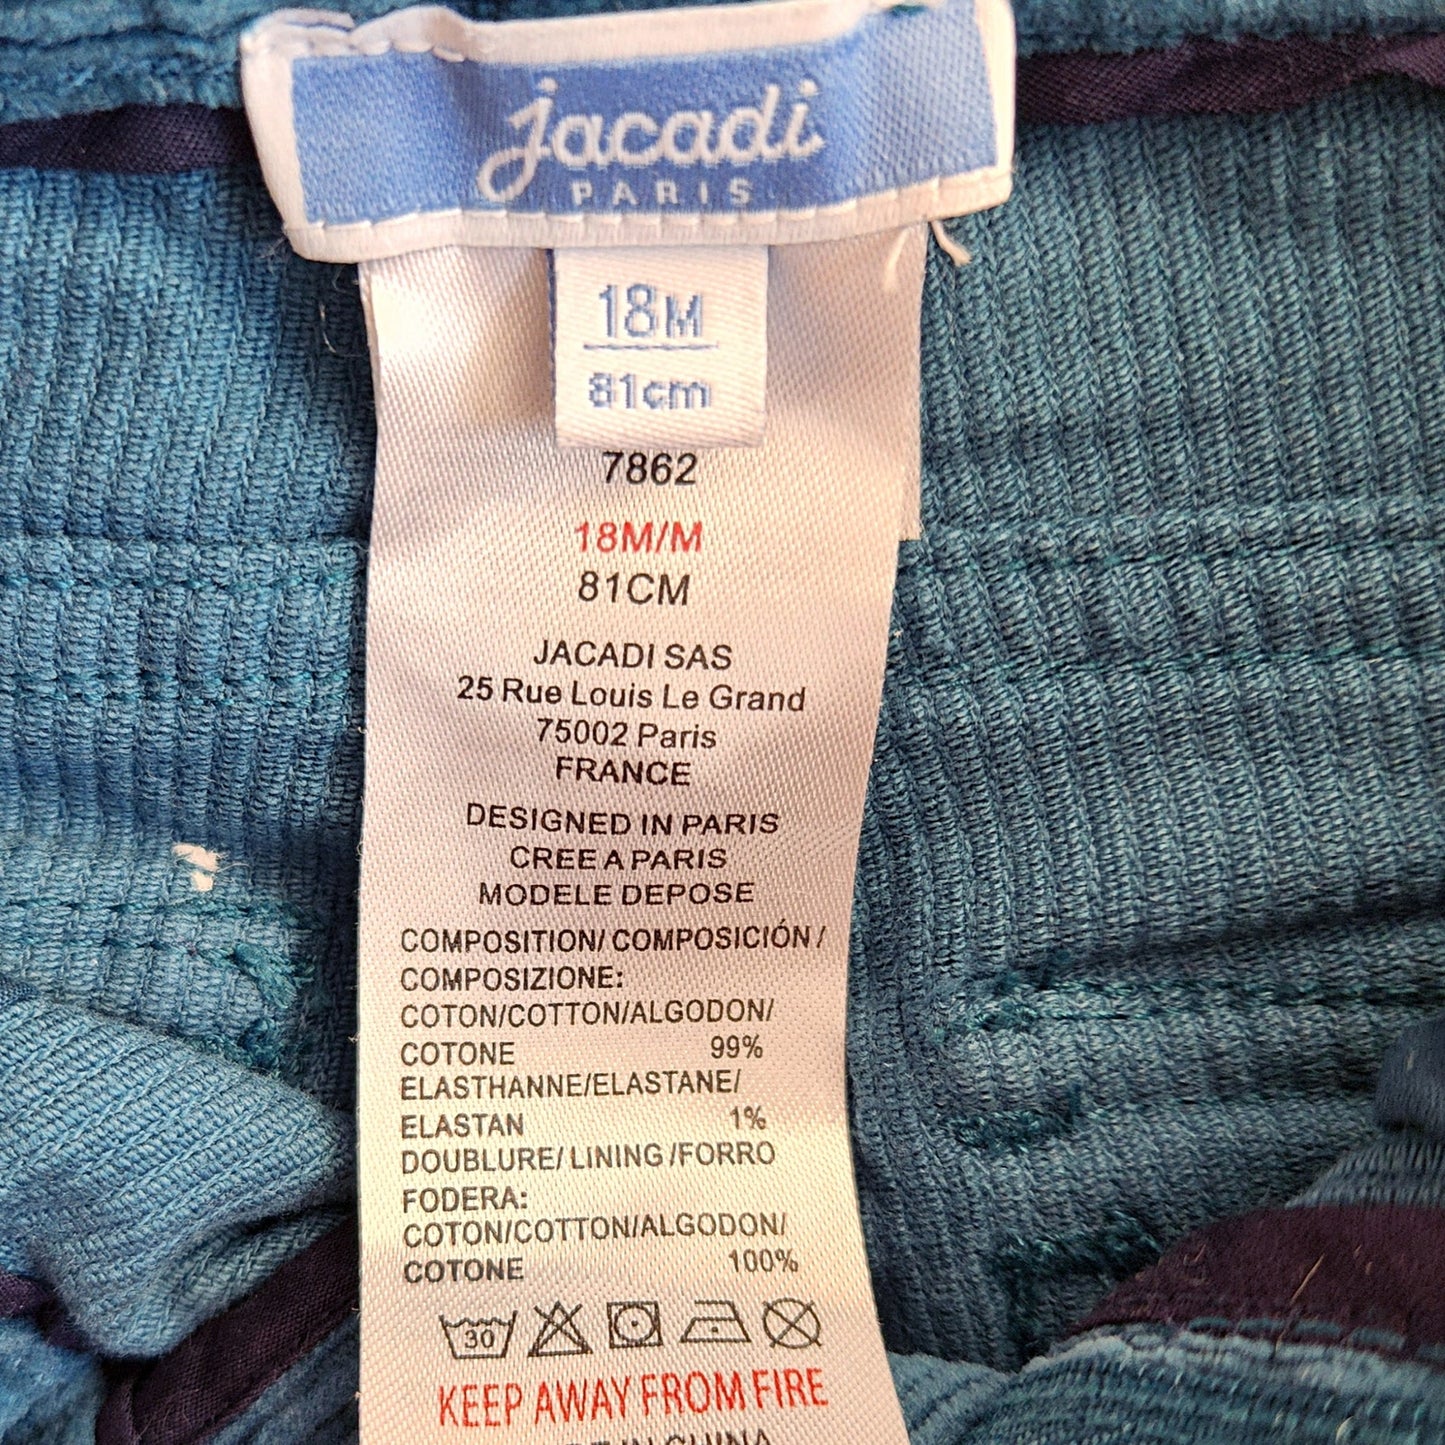 jacadi
PARIS
18M
81cm
7862
18M/M
81CM
JACADI SAS
25 Rue Louis Le Grand
75002 Paris
FRANCE
DESIGNED IN PARIS
CREE A PARIS
MODELE DEPOSE
COMPOSITION/ COMPOSICIÓN /
COMPOSIZIONE:
COTON/COTTON/ALGODON/
COTONE 99%
ELASTHANNE/ELASTANE/
ELASTAN 1%
DOUBLURE/ LINING /FORRO
FODERA:
COTON/COTTON/ALGODON/
COTONE 100%
30
KEEP AWAY FROM FIRE
IN CHINA